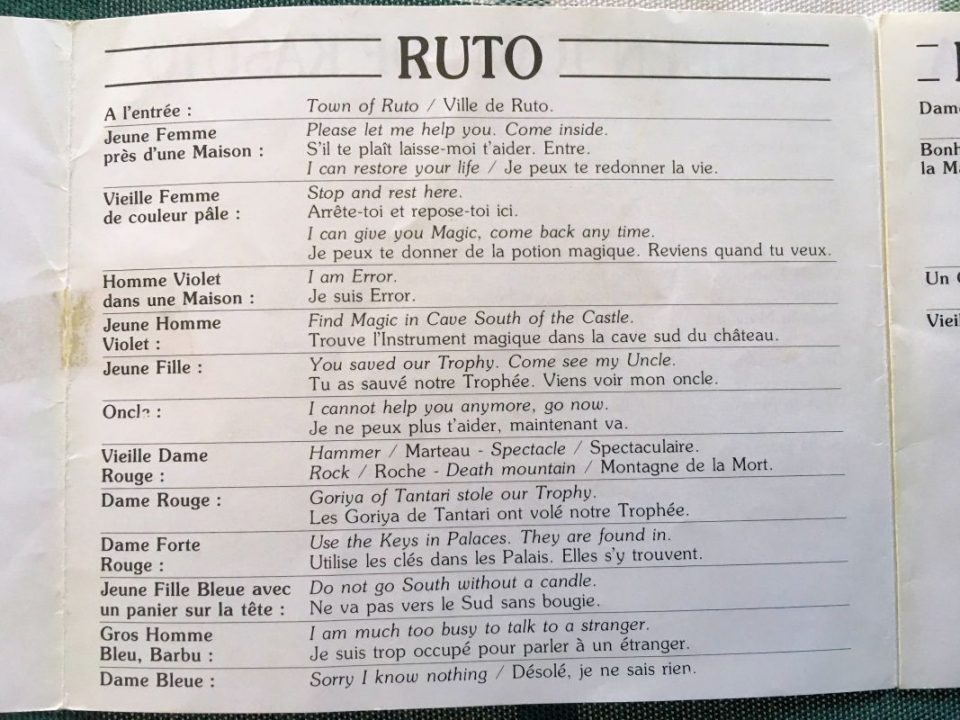 RUTO
A l'entrée : Town of Ruto / Ville de Ruto.
Jeune Femme Please let me help you. Come inside.
près d'une Maison : S'il te plaît laisse-moi t'aider. Entre.
I can restore your life / Je peux te redonner la vie.
Vieille Femme Stop and rest here.
de couleur pâle : Arrête-toi et repose-toi ici.
I can give you Magic, come back any time.
Je peux te donner de la potion magique. Reviens quand tu veux.
Homme Violet I am Error.
dans une Maison : Je suis Error.
Jeune Homme Find Magic in Cave South of the Castle.
Violet : Trouve l'Instrument magique dans la cave sud du château.
Jeune Fille : You saved our Trophy. Come see my Uncle.
Tu as sauvé notre Trophée. Viens voir mon oncle.
Oncle : I cannot help you anymore, go now.
Je ne peux plus t'aider, maintenant va.
Vieille Dame Hammer / Marteau - Spectacle / Spectaculaire.
Rouge : Rock / Roche - Death mountain / Montagne de la Mort.
Dame Rouge : Goriya of Tantari stole our Trophy.
Les Goriya de Tantari ont volé notre Trophée.
Dame Forte Use the Keys in Palaces. They are found in.
Rouge : Utilise les clés dans les Palais. Elles s'y trouvent.
Jeune Fille Bleue avec Do not go South without a candle.
un panier sur la tête : Ne va pas vers le Sud sans bougie.
Gros Homme I am much too busy to talk to a stranger.
Bleu, Barbu : Je suis trop occupé pour parler à un étranger.
Dame Bleue : Sorry I know nothing / Désolé, je ne sais rien.
Dame
Bonh
la Ma
Un
Vieil